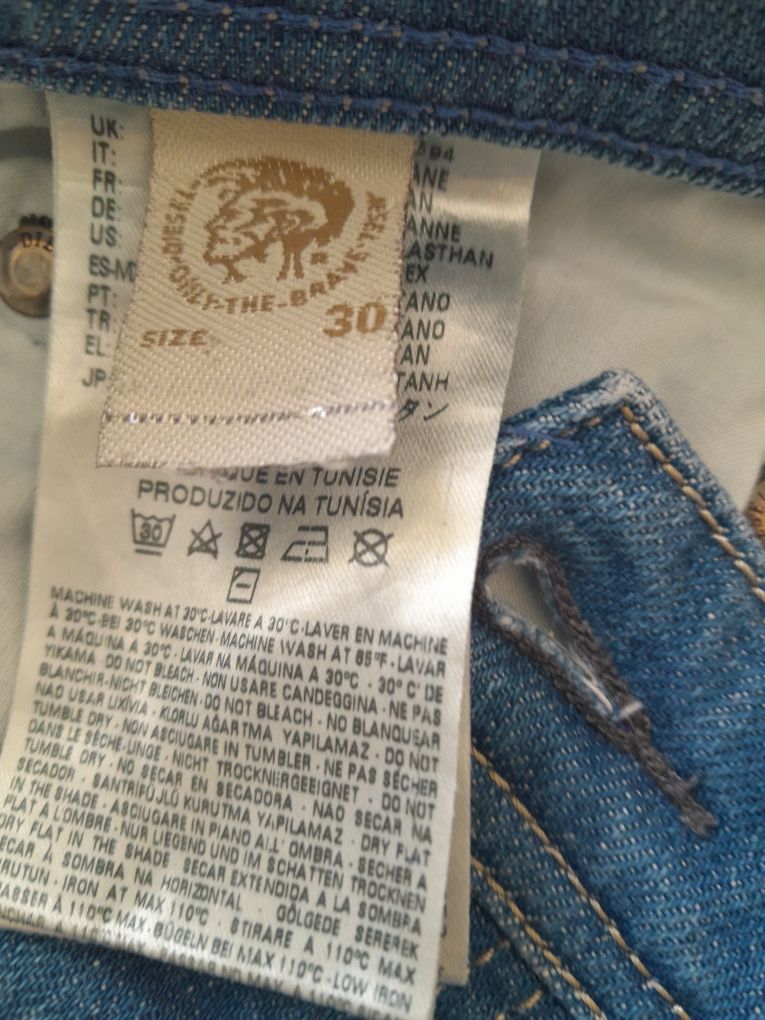 UK:
IT:
FR:
DE:
US:
ES-M
PT:
TR:
EL:
JP:
94
ANE
AN
ANNE
ASTHAN
EX
TANO
ANO
AN
TANH
タン
DIESEL
ONLY-THE-BRAVE
SIZE 30
QUE EN TUNISIE
PRODUZIDO NA TUNÍSIA
30
MACHINE WASH AT 30°C·LAVARE A 30°C·LAVER EN MACHINE
À 30°C·BEI 30°C WASCHEN·MACHINE WASH AT 85°F·LAVAR
A MÁQUINA A 30°C·LAVAR NA MÁQUINA A 30°C·30°C'DE
YIKAMA·DO NOT BLEACH·NON USARE CANDEGGINA·NE PAS
BLANCHIR·NICHT BLEICHEN·DO NOT BLEACH·NO BLANQUEAR
NAO USAR LIXÍVIA·KLORLU AĞARTMA YAPILAMAZ·DO NOT
TUMBLE DRY·NON ASCIUGARE IN TUMBLER·NE PAS SÉCHER
DANS LE SÈCHE-LINGE·NICHT TROCKNERGEEIGNET·DO NOT
TUMBLE DRY·NO SECAR EN SECADORA·NAO SECAR NA
SECADOR·SANTRIFÜJLÜ KURUTMA YAPILAMAZ·DRY FLAT
IN THE SHADE·ASCIUGARE IN PIANO ALL'OMBRA·SÉCHER A
PLAT À L'OMBRE·NUR LIEGEND UND IM SCHATTEN TROCKNEN
DRY FLAT IN THE SHADE SECAR EXTENDIDA A LA SOMBRA
ECAR À SOMBRA NA HORIZONTAL GÖLGEDE SEREREK
RUTUN·IRON AT MAX 110°C STIRARE A 110°C MAX
ASSER À 110°C MAX·BÜGELN BEI MAX 110°C·LOW IRON